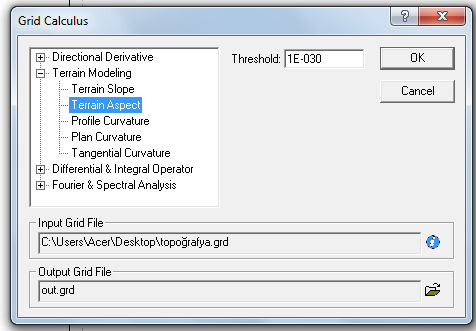 Grid Calculus
?
Directional Derivative
Terrain Modeling
Terrain Slope
Terrain Aspect
Profile Curvature
Plan Curvature
Tangential Curvature
Differential & Integral Operator
Fourier & Spectral Analysis
Threshold: 1E-030
OK
Cancel
Input Grid File
C:\Users\Acer\Desktop\topoğrafya.grd
Output Grid File
out.grd